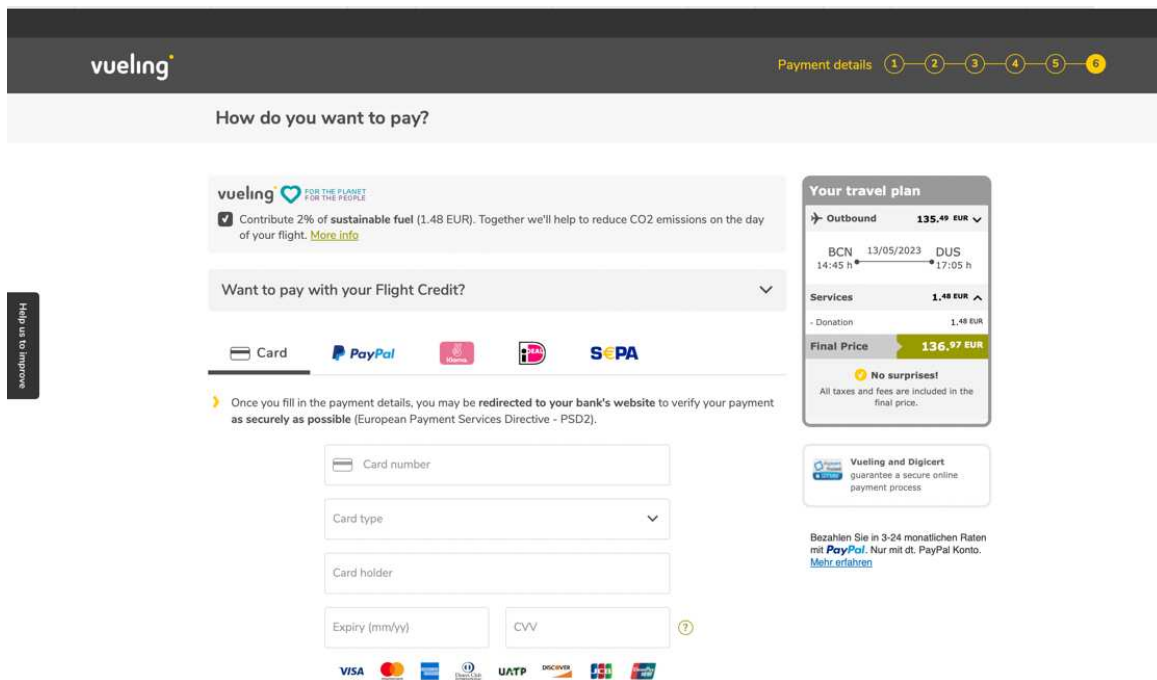 vueling
Payment details 1 2 3 4 5 6
How do you want to pay?
vueling FOR THE PLANET
FOR THE PEOPLE
Contribute 2% of sustainable fuel (1.48 EUR). Together we'll help to reduce CO2 emissions on the day
of your flight. More info
Want to pay with your Flight Credit?
Card PayPal Klarna iDEAL S€PA
Once you fill in the payment details, you may be redirected to your bank's website to verify your payment
as securely as possible (European Payment Services Directive - PSD2).
Card number
Card type
Card holder
Expiry (mm/yy) CVV ?
VISA UATP DISCOVER JCB
Your travel plan
Outbound 135.49 EUR
BCN 13/05/2023 DUS
14:45 h 17:05 h
Services 1.48 EUR
- Donation 1.48 EUR
Final Price 136.97 EUR
No surprises!
All taxes and fees are included in the
final price.
Vueling and Digicert
guarantee a secure online
payment process
Bezahlen Sie in 3-24 monatlichen Raten
mit PayPal. Nur mit dt. PayPal Konto.
Mehr erfahren
Help us to improve